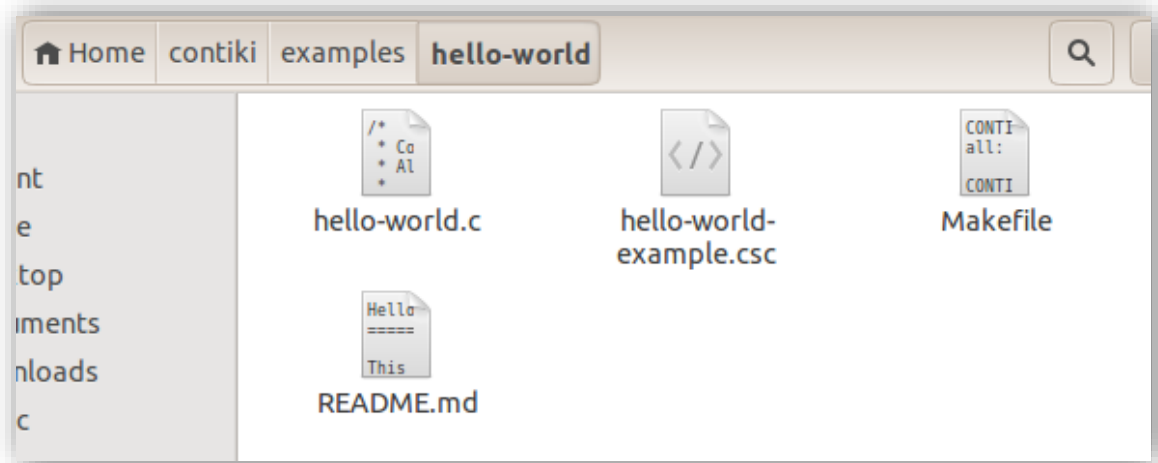 Home contiki examples hello-world
nt
e
top
uments
nloads
c
/*
* Co
* Al
*
hello-world.c
</>
hello-world-
example.csc
CONTI
all:
CONTI
Makefile
Hello
=====
This
README.md